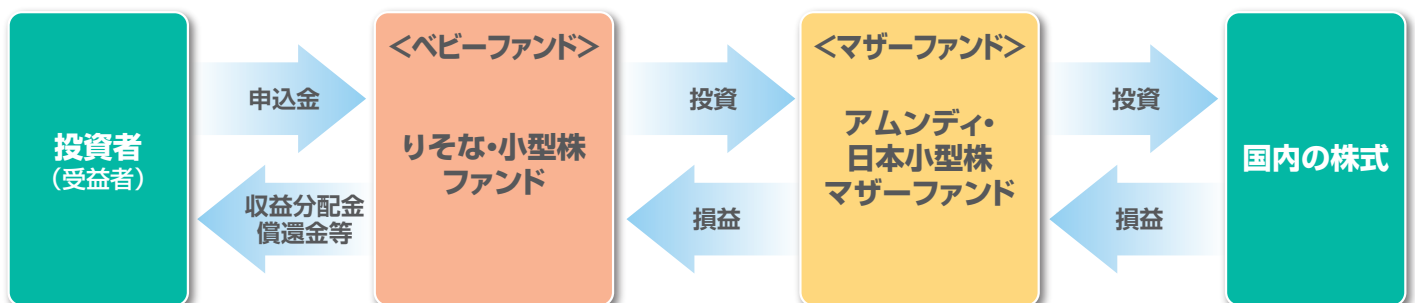 投資者
（受益者）
申込金
収益分配金
償還金等
＜ベビーファンド＞
りそな・小型株
ファンド
投資
損益
＜マザーファンド＞
アムンディ・
日本小型株
マザーファンド
投資
損益
国内の株式